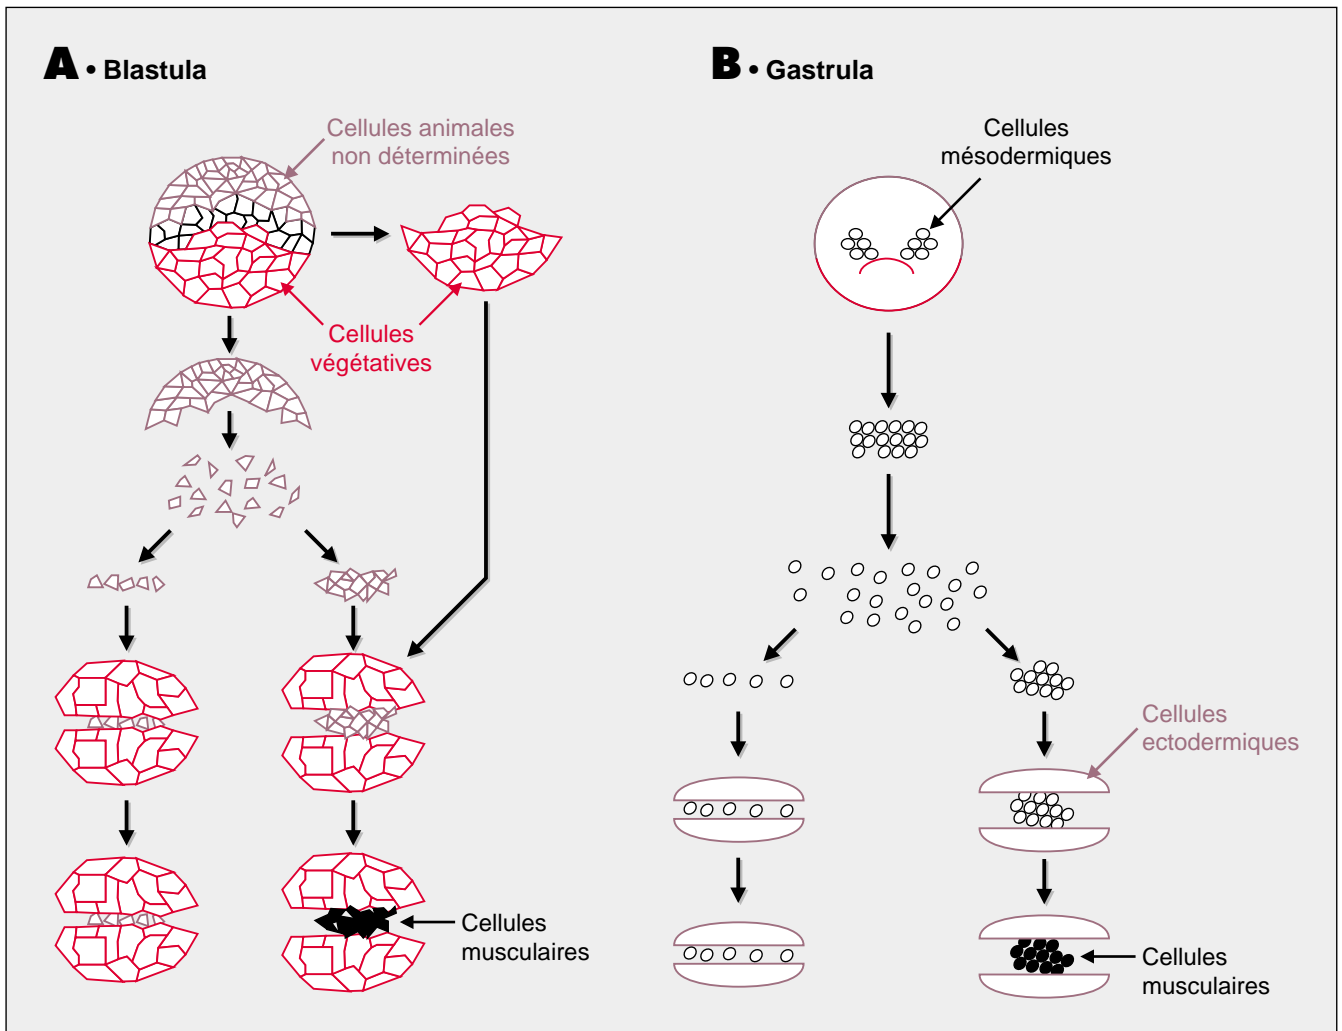 A • Blastula
Cellules animales
non déterminées
Cellules
végétatives
Cellules
musculaires
B • Gastrula
Cellules
mésodermiques
Cellules
ectodermiques
Cellules
musculaires